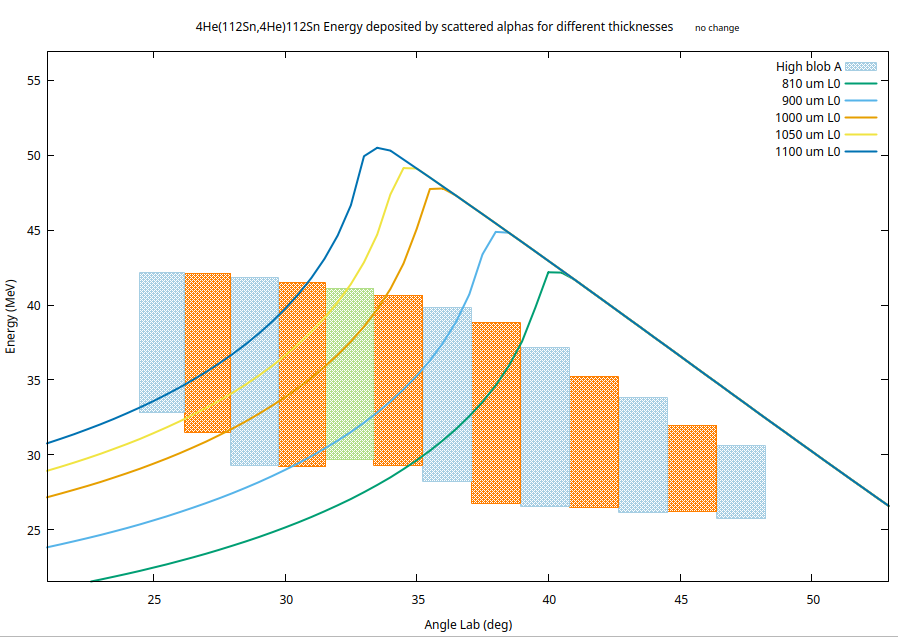 4He(112Sn,4He)112Sn Energy deposited by scattered alphas for different thicknesses no change
High blob A
810 um L0
900 um L0
1000 um L0
1050 um L0
1100 um L0
55
50
45
40
35
30
25
Energy (MeV)
25 30 35 40 45 50
Angle Lab (deg)